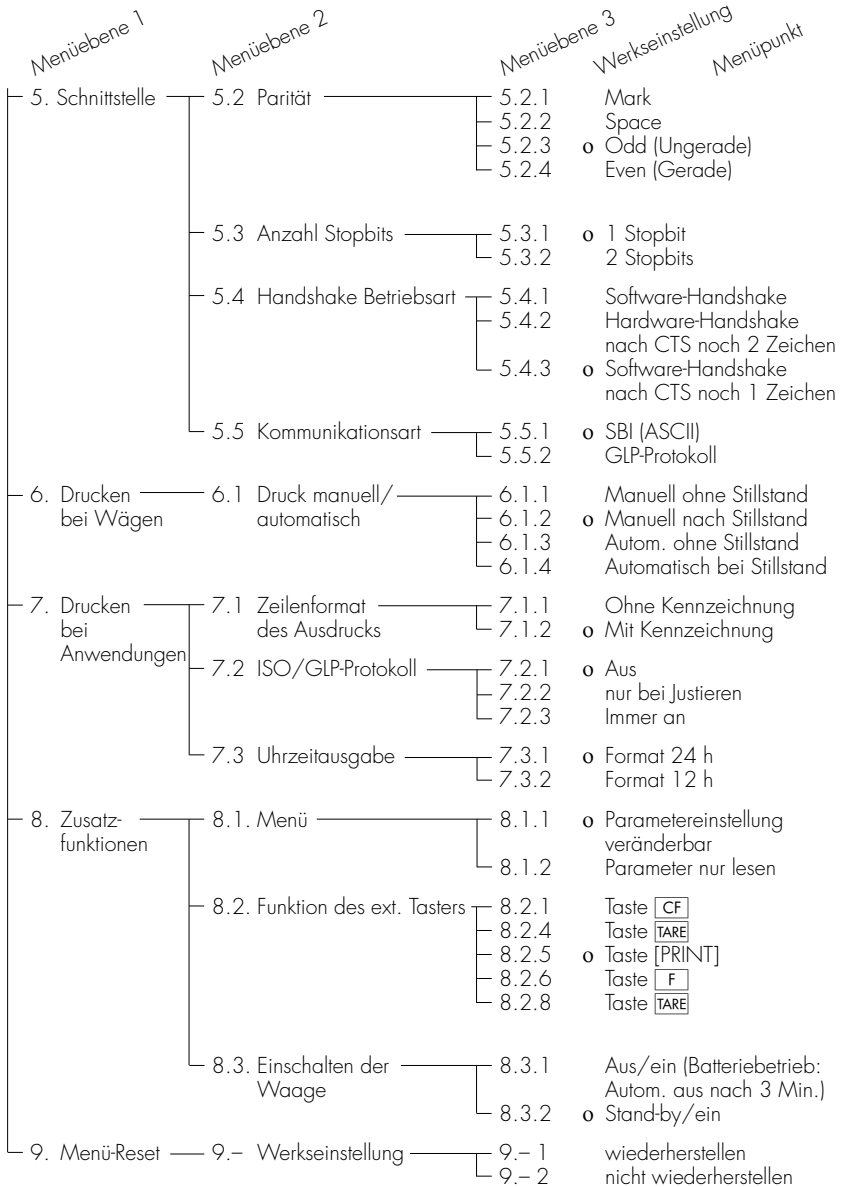 Menüebene 1 Menüebene 2 Menüebene 3 Werkseinstellung Menüpunkt
5. Schnittstelle 5.2 Parität 5.2.1 Mark
5.2.2 Space
5.2.3 o Odd (Ungerade)
5.2.4 Even (Gerade)
5.3 Anzahl Stopbits 5.3.1 o 1 Stopbit
5.3.2 2 Stopbits
5.4 Handshake Betriebsart 5.4.1 Software-Handshake
5.4.2 Hardware-Handshake
nach CTS noch 2 Zeichen
5.4.3 o Software-Handshake
nach CTS noch 1 Zeichen
5.5 Kommunikationsart 5.5.1 o SBI (ASCII)
5.5.2 GLP-Protokoll
6. Drucken 6.1 Druck manuell/ 6.1.1 Manuell ohne Stillstand
bei Wägen automatisch 6.1.2 o Manuell nach Stillstand
6.1.3 Autom. ohne Stillstand
6.1.4 Automatisch bei Stillstand
7. Drucken 7.1 Zeilenformat 7.1.1 Ohne Kennzeichnung
bei des Ausdrucks 7.1.2 o Mit Kennzeichnung
Anwendungen
7.2 ISO/GLP-Protokoll 7.2.1 o Aus
7.2.2 nur bei Justieren
7.2.3 Immer an
7.3 Uhrzeitausgabe 7.3.1 o Format 24 h
7.3.2 Format 12 h
8. Zusatz- 8.1. Menü 8.1.1 o Parametereinstellung
funktionen veränderbar
8.1.2 Parameter nur lesen
8.2. Funktion des ext. Tasters 8.2.1 Taste CF
8.2.4 Taste TARE
8.2.5 o Taste [PRINT]
8.2.6 Taste F
8.2.8 Taste TARE
8.3. Einschalten der 8.3.1 Aus/ein (Batteriebetrieb:
Waage Autom. aus nach 3 Min.)
8.3.2 o Stand-by/ein
9. Menü-Reset 9.– Werkseinstellung 9.– 1 wiederherstellen
9.– 2 nicht wiederherstellen